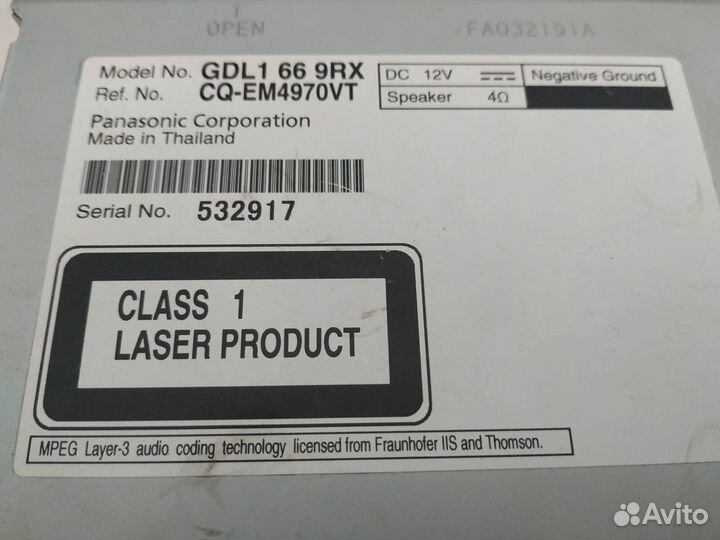 OPEN FA032191A
Model No. GDL1 66 9RX
Ref. No. CQ-EM4970VT
DC 12V Negative Ground
Speaker 4Ω
Panasonic Corporation
Made in Thailand
Serial No. 532917
CLASS 1
LASER PRODUCT
MPEG Layer-3 audio coding technology licensed from Fraunhofer IIS and Thomson.
Avito